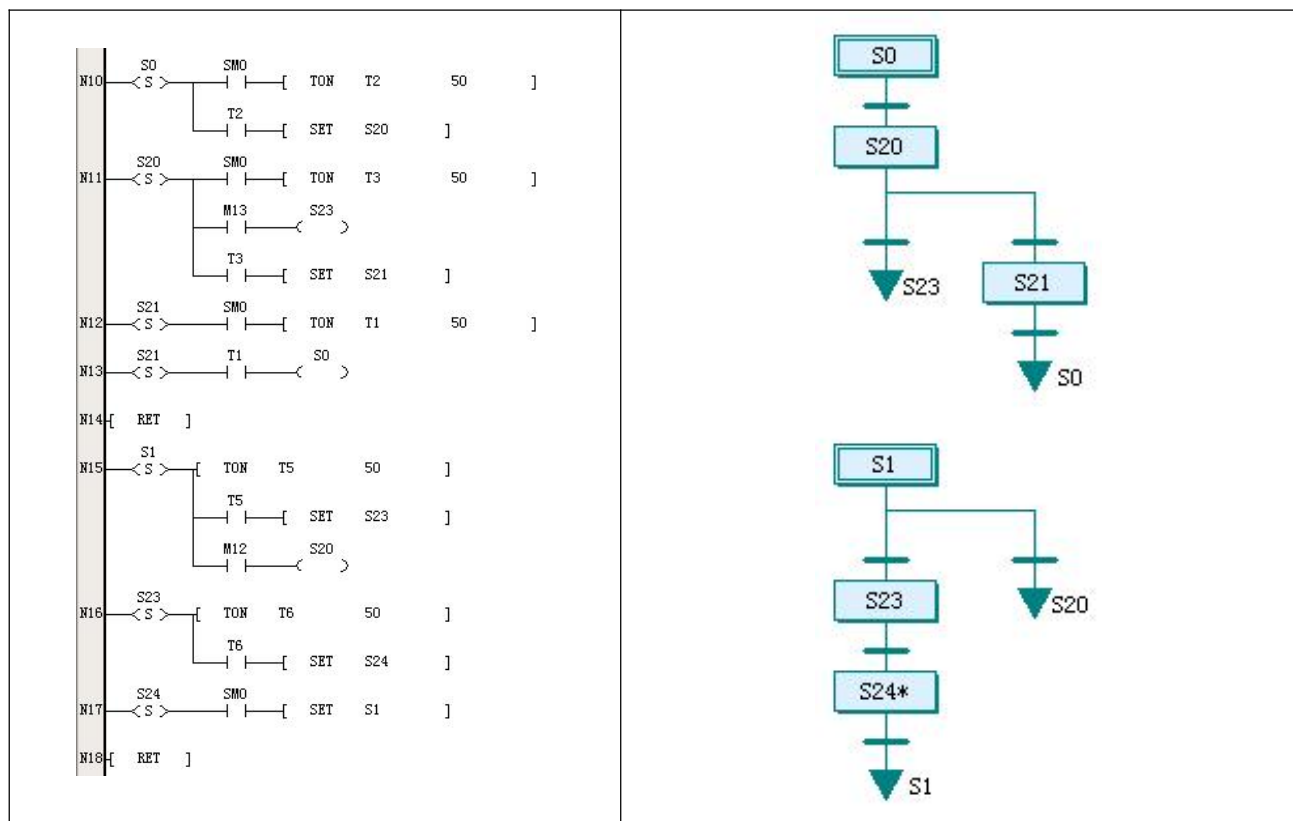 S0 SM0
N10 S [ TON T2 50 ]
T2
[ SET S20 ]
S20 SM0
N11 S [ TON T3 50 ]
M13 S23
T3
[ SET S21 ]
S21 SM0
N12 S [ TON T1 50 ]
S21 T1 S0
N13 S
N14 [ RET ]
S1
N15 S [ TON T5 50 ]
T5
[ SET S23 ]
M12 S20
S23
N16 S [ TON T6 50 ]
T6
[ SET S24 ]
S24 SM0
N17 S [ SET S1 ]
N18 [ RET ]
S0
S20
S23
S21
S0
S1
S23
S20
S24*
S1